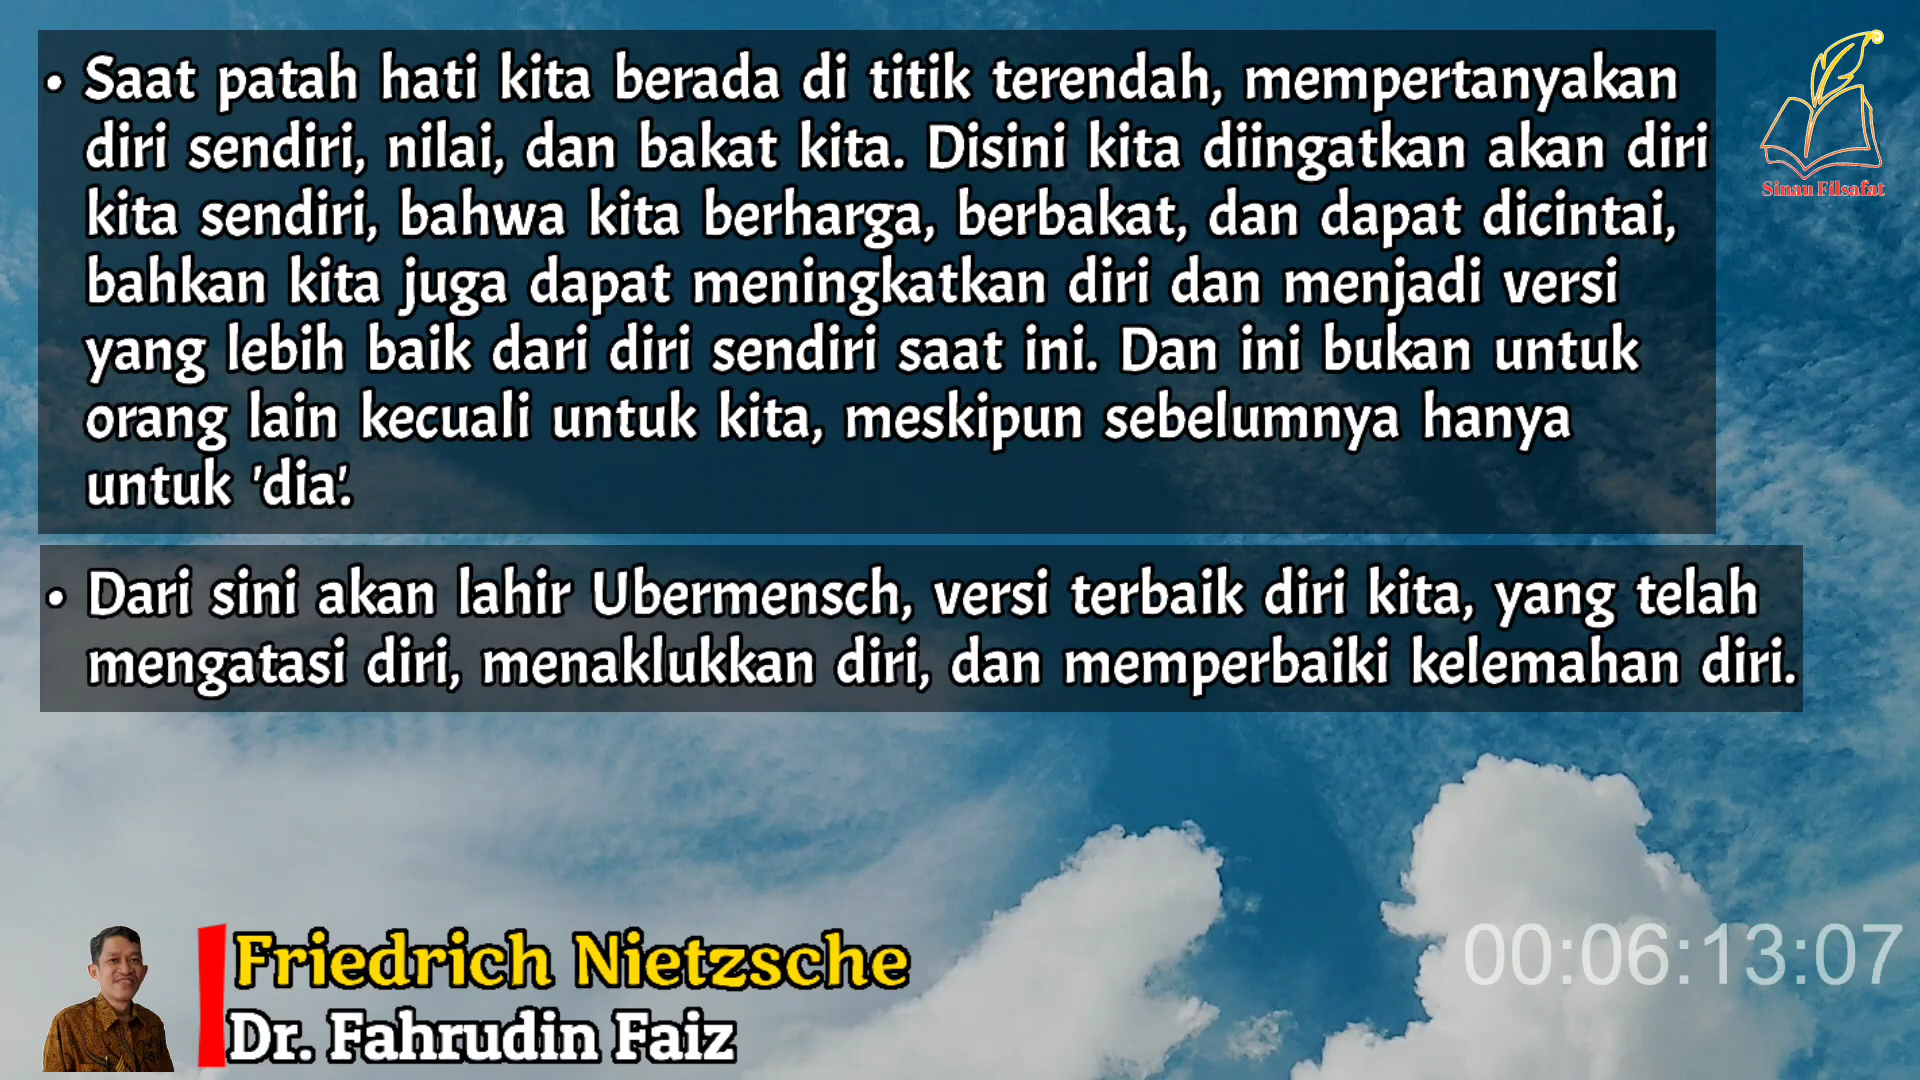 • Saat patah hati kita berada di titik terendah, mempertanyakan
diri sendiri, nilai, dan bakat kita. Disini kita diingatkan akan diri
kita sendiri, bahwa kita berharga, berbakat, dan dapat dicintai,
bahkan kita juga dapat meningkatkan diri dan menjadi versi
yang lebih baik dari diri sendiri saat ini. Dan ini bukan untuk
orang lain kecuali untuk kita, meskipun sebelumnya hanya
untuk 'dia'.
Sinau Filsafat
• Dari sini akan lahir Ubermensch, versi terbaik diri kita, yang telah
mengatasi diri, menaklukkan diri, dan memperbaiki kelemahan diri.
Friedrich Nietzsche
Dr. Fahrudin Faiz
00:06:13:07